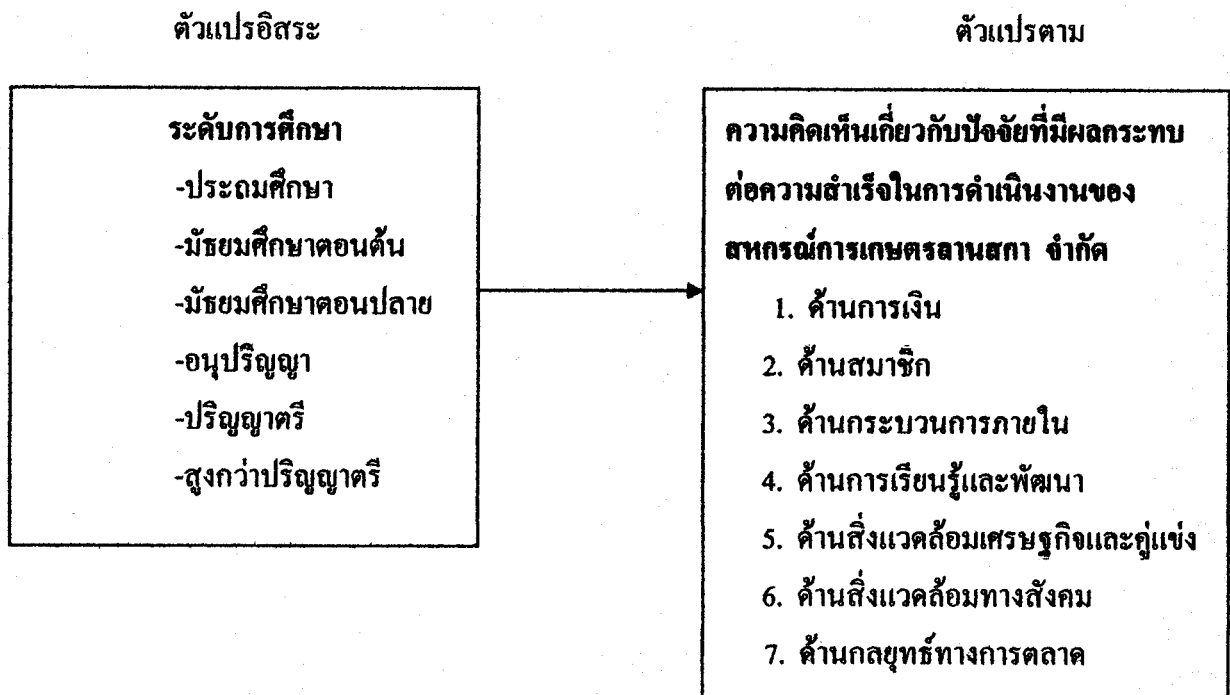 ตัวแปรอิสระ
ตัวแปรตาม
ระดับการศึกษา
-ประถมศึกษา
-มัธยมศึกษาตอนต้น
-มัธยมศึกษาตอนปลาย
-อนุปริญญา
-ปริญญาตรี
-สูงกว่าปริญญาตรี
ความคิดเห็นเกี่ยวกับปัจจัยที่มีผลกระทบ
ต่อความสำเร็จในการดำเนินงานของ
สหกรณ์การเกษตรลานสกา จำกัด
1. ด้านการเงิน
2. ด้านสมาชิก
3. ด้านกระบวนการภายใน
4. ด้านการเรียนรู้และพัฒนา
5. ด้านสิ่งแวดล้อมเศรษฐกิจและคู่แข่ง
6. ด้านสิ่งแวดล้อมทางสังคม
7. ด้านกลยุทธ์ทางการตลาด